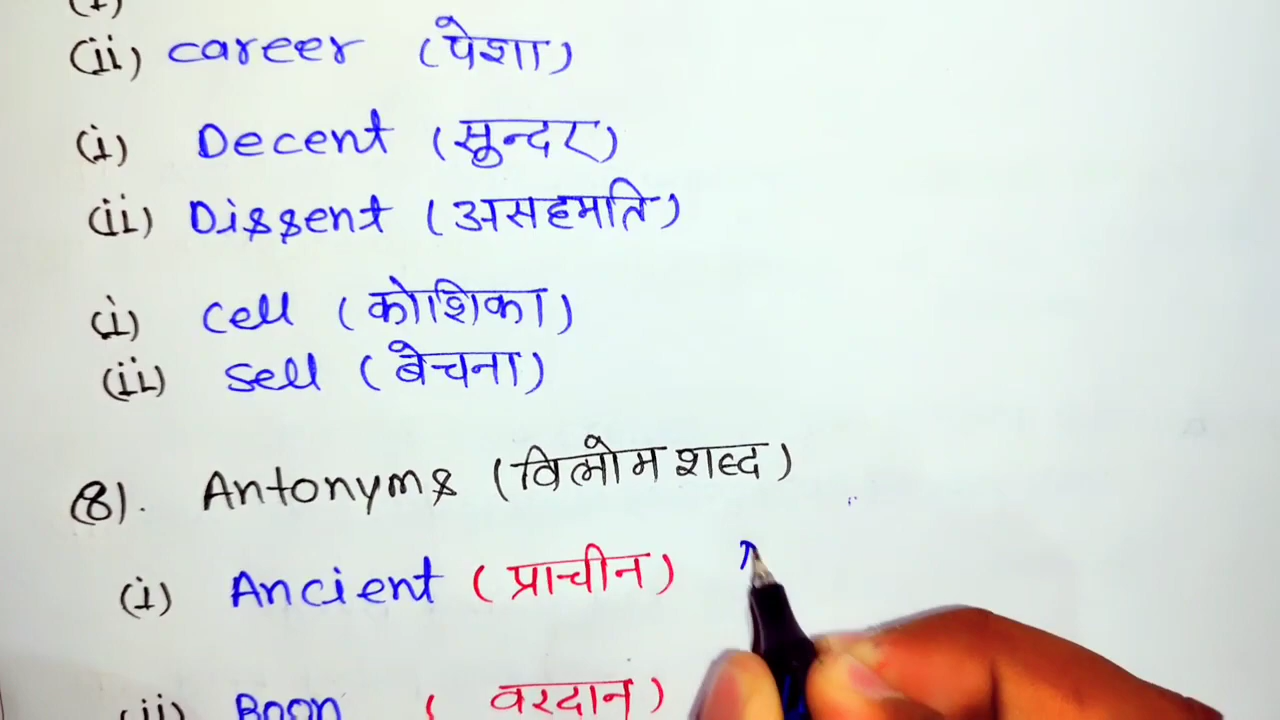 (ii) career (पेशा)
(i) Decent (सुन्दर)
(ii) Dissent (असहमति)
(i) cell (कोशिका)
(ii) sell (बेचना)
(8). Antonyms (विलोम शब्द)
(i) Ancient (प्राचीन)
(ii) Boon ( वरदान)